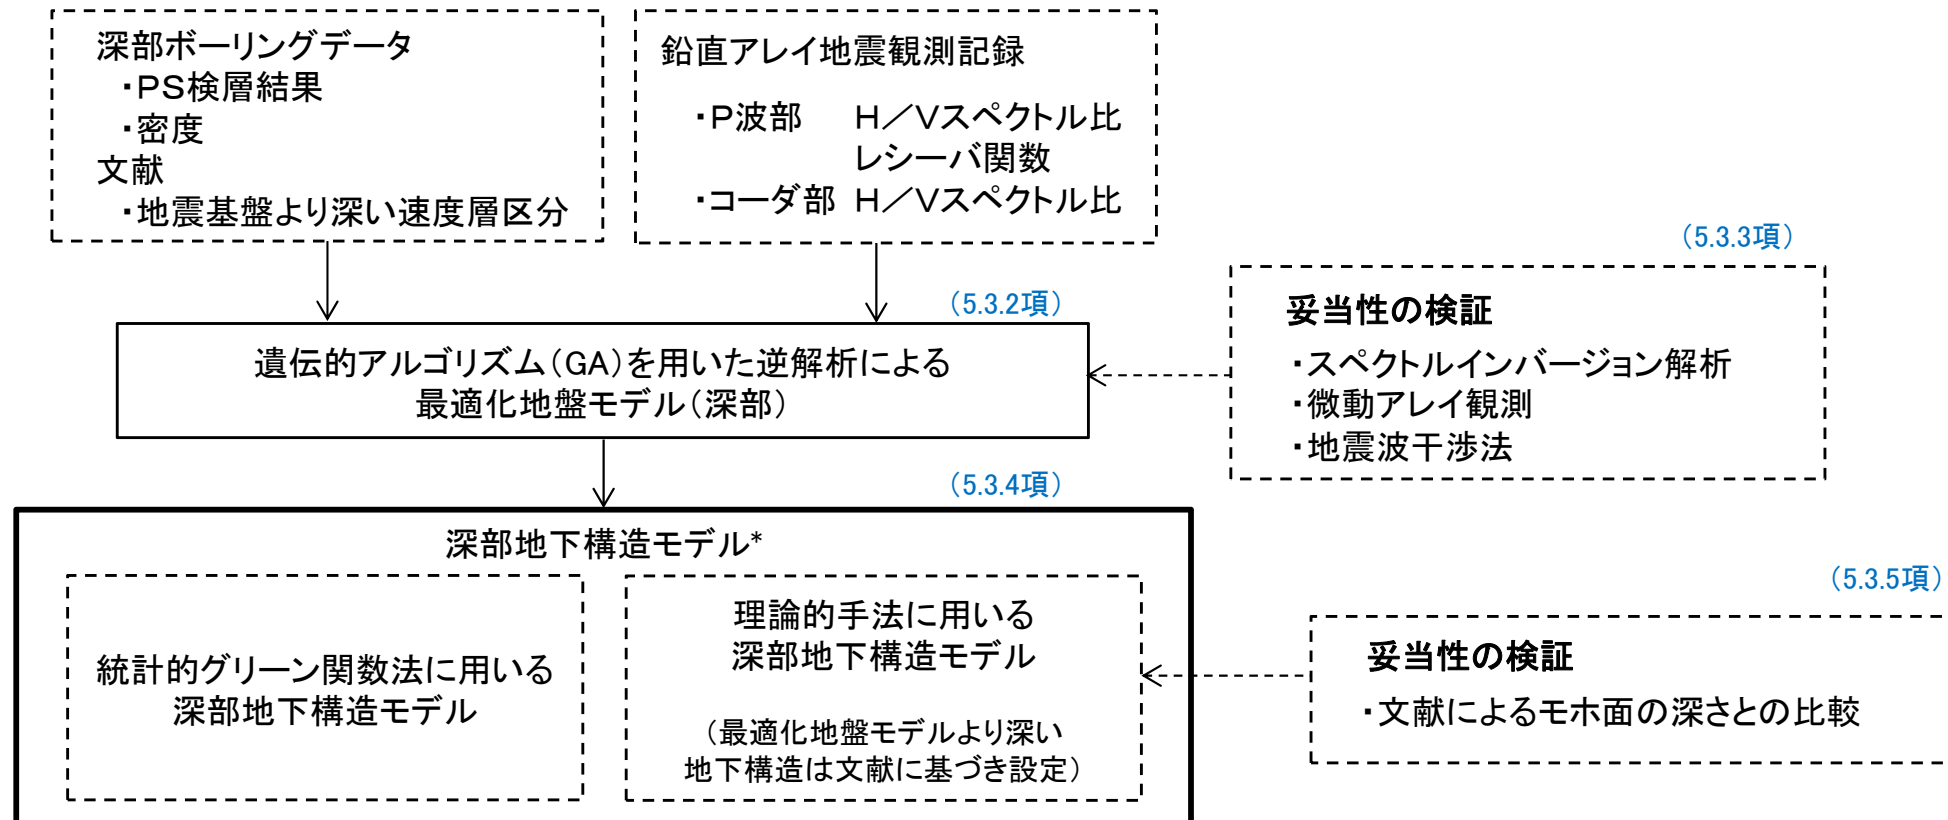 深部ボーリングデータ
・PS検層結果
・密度
文献
・地震基盤より深い速度層区分
鉛直アレイ地震観測記録
・P波部 H/Vスペクトル比
レシーバ関数
・コーダ部 H/Vスペクトル比
(5.3.2項)
遺伝的アルゴリズム(GA)を用いた逆解析による
最適化地盤モデル(深部)
(5.3.3項)
妥当性の検証
・スペクトルインバージョン解析
・微動アレイ観測
・地震波干渉法
(5.3.4項)
深部地下構造モデル*
統計的グリーン関数法に用いる
深部地下構造モデル
理論的手法に用いる
深部地下構造モデル
(最適化地盤モデルより深い
地下構造は文献に基づき設定)
(5.3.5項)
妥当性の検証
・文献によるモホ面の深さとの比較